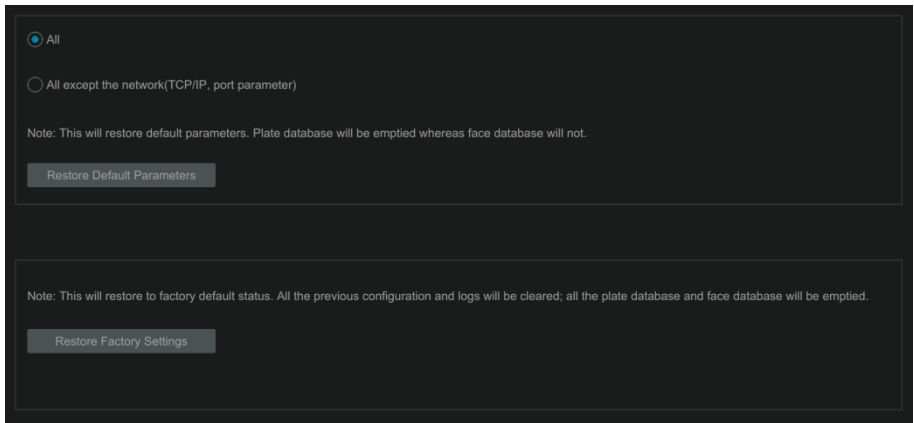 All
All except the network(TCP/IP, port parameter)
Note: This will restore default parameters. Plate database will be emptied whereas face database will not.
Restore Default Parameters
Note: This will restore to factory default status. All the previous configuration and logs will be cleared; all the plate database and face database will be emptied.
Restore Factory Settings